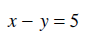 x − y = 5